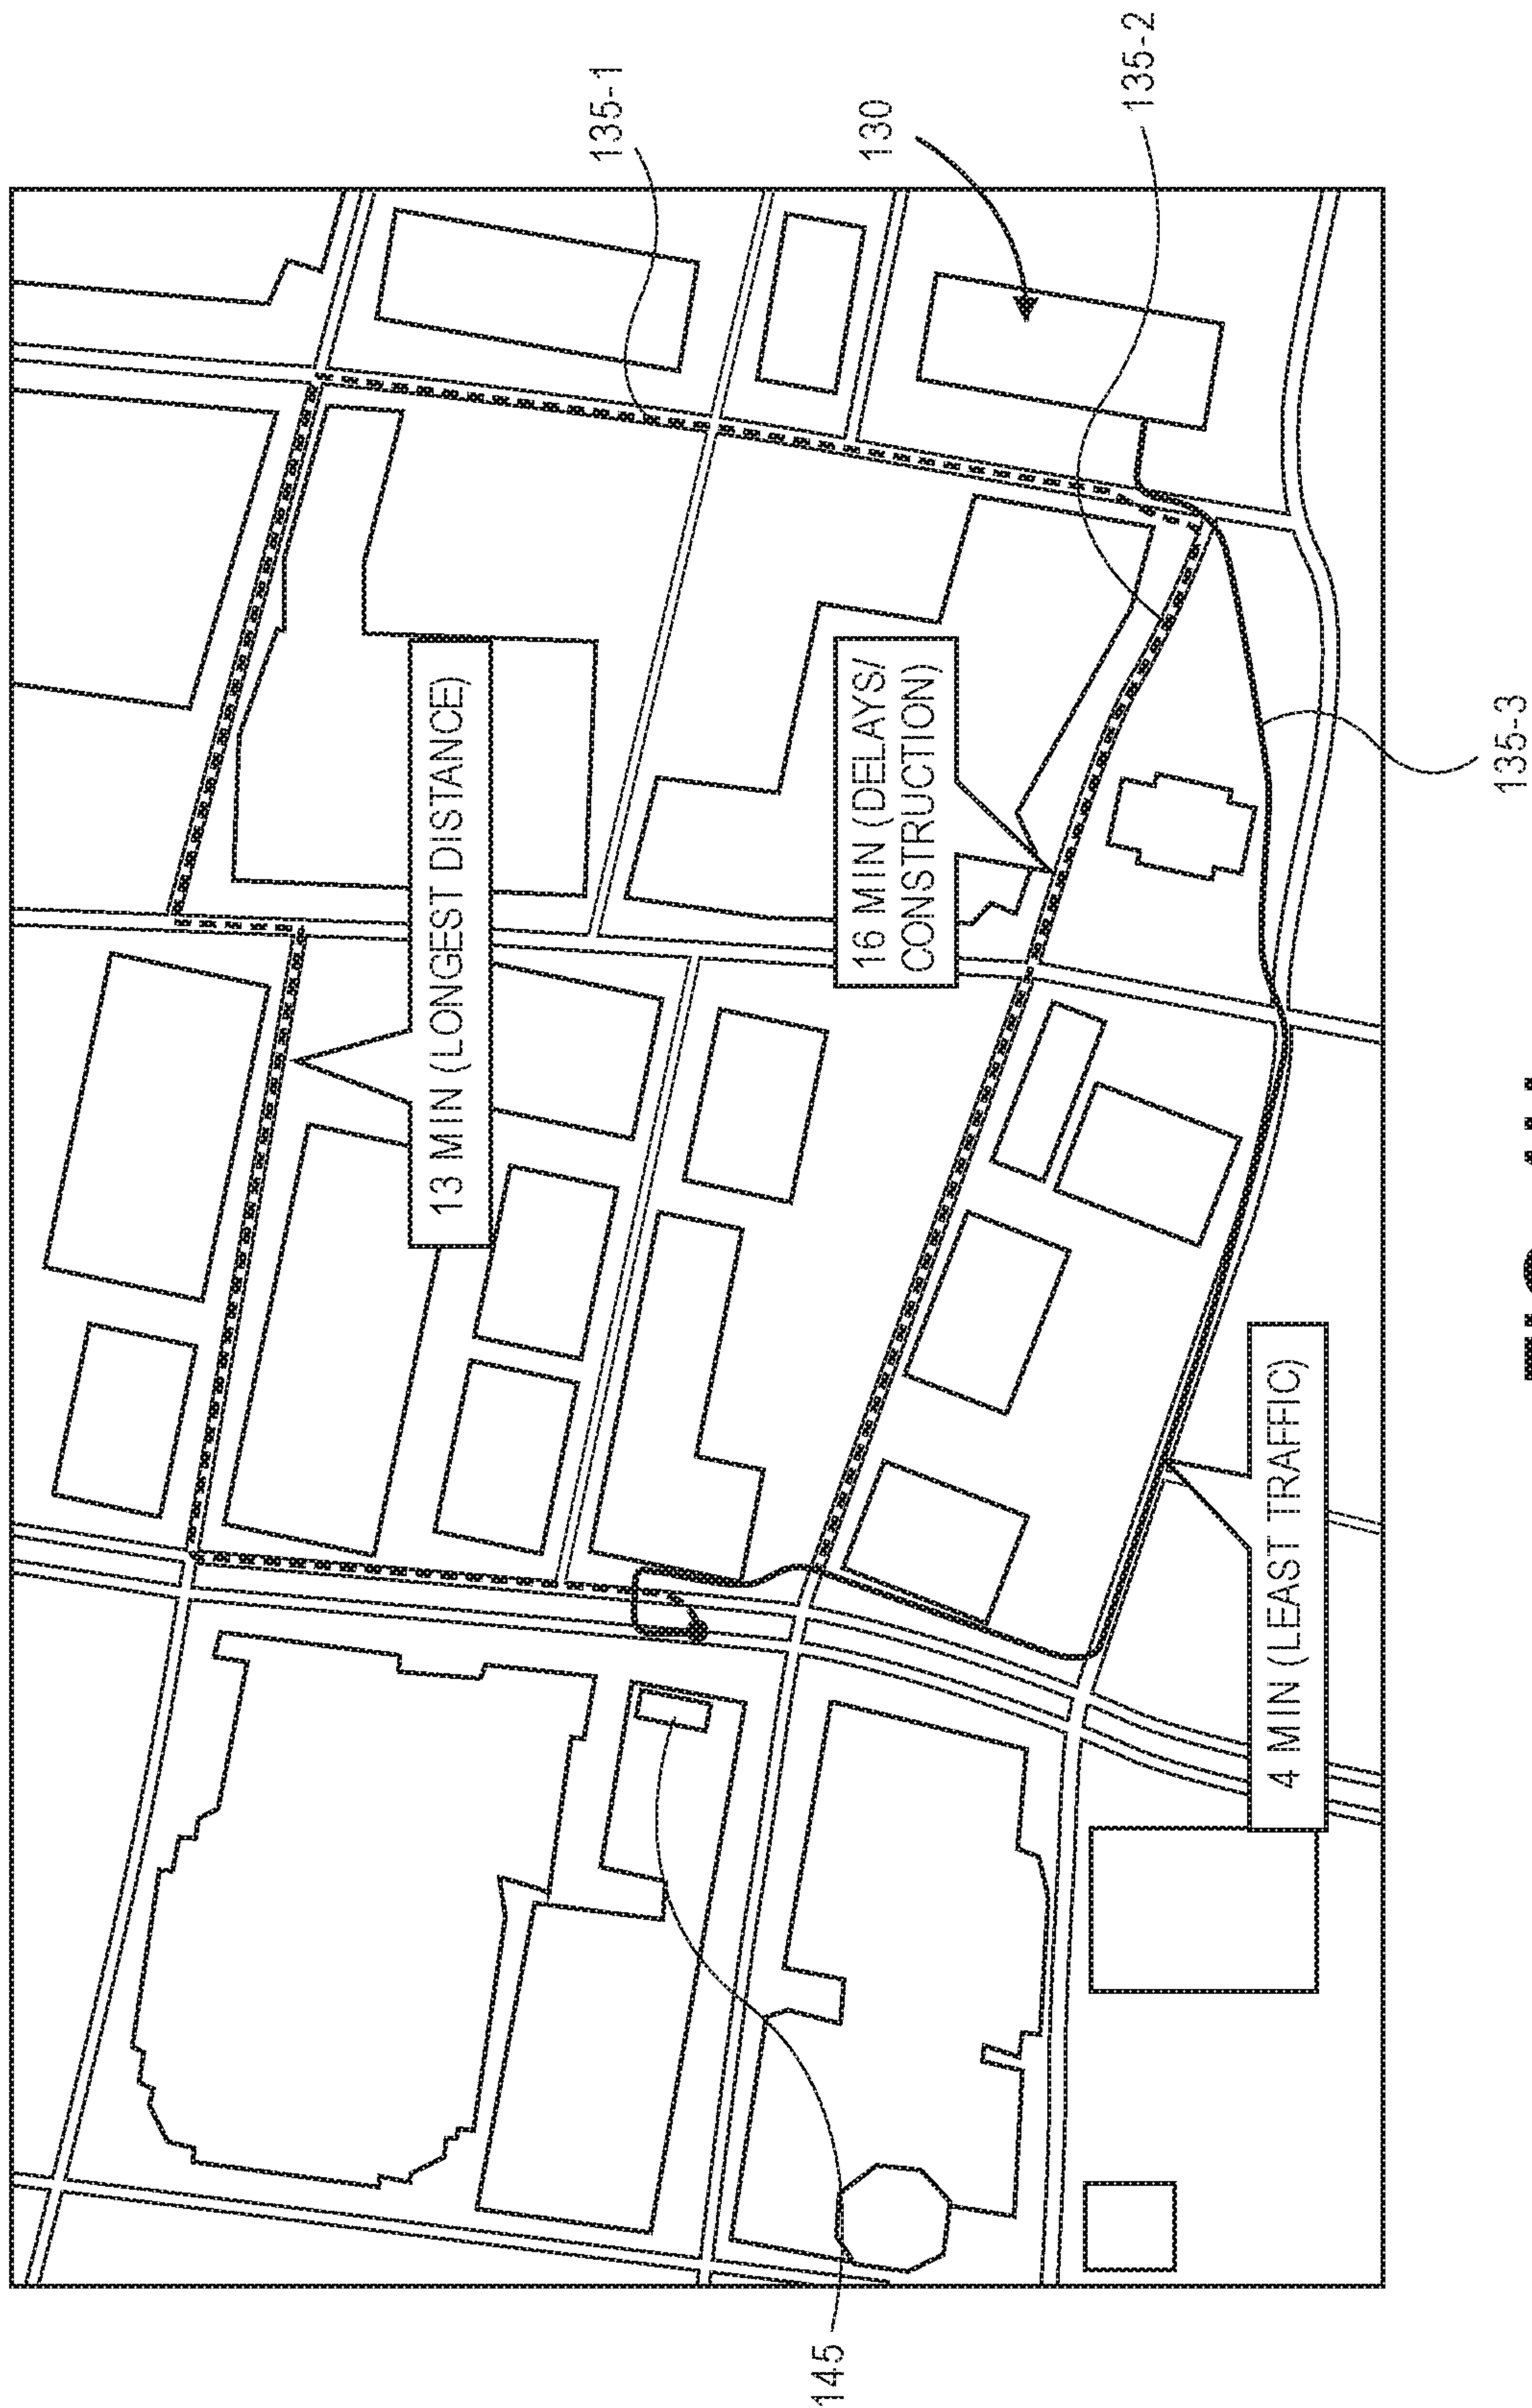 135-1
130
135-2
13 MIN (LONGEST DISTANCE)
16 MIN (DELAYS/
CONSTRUCTION)
135-3
4 MIN (LEAST TRAFFIC)
145